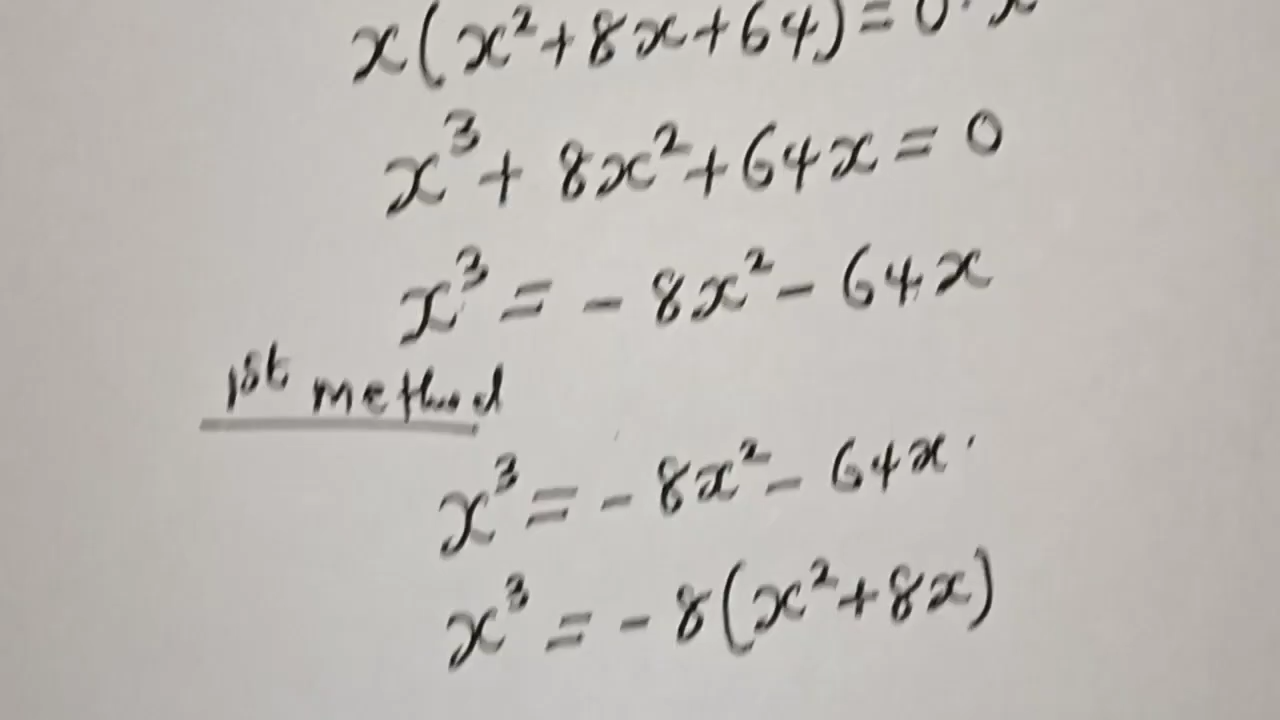 x(x²+8x+64)=0·x
x³+8x²+64x=0
x³=-8x²-64x
1st method
x³=-8x²-64x.
x³=-8(x²+8x)